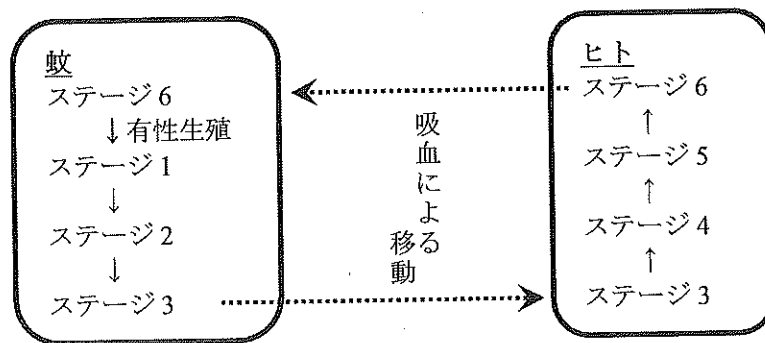 蚊
ステージ6
↓有性生殖
ステージ1
↓
ステージ2
↓
ステージ3
吸血による
移動
ヒト
ステージ6
↑
ステージ5
↑
ステージ4
↑
ステージ3